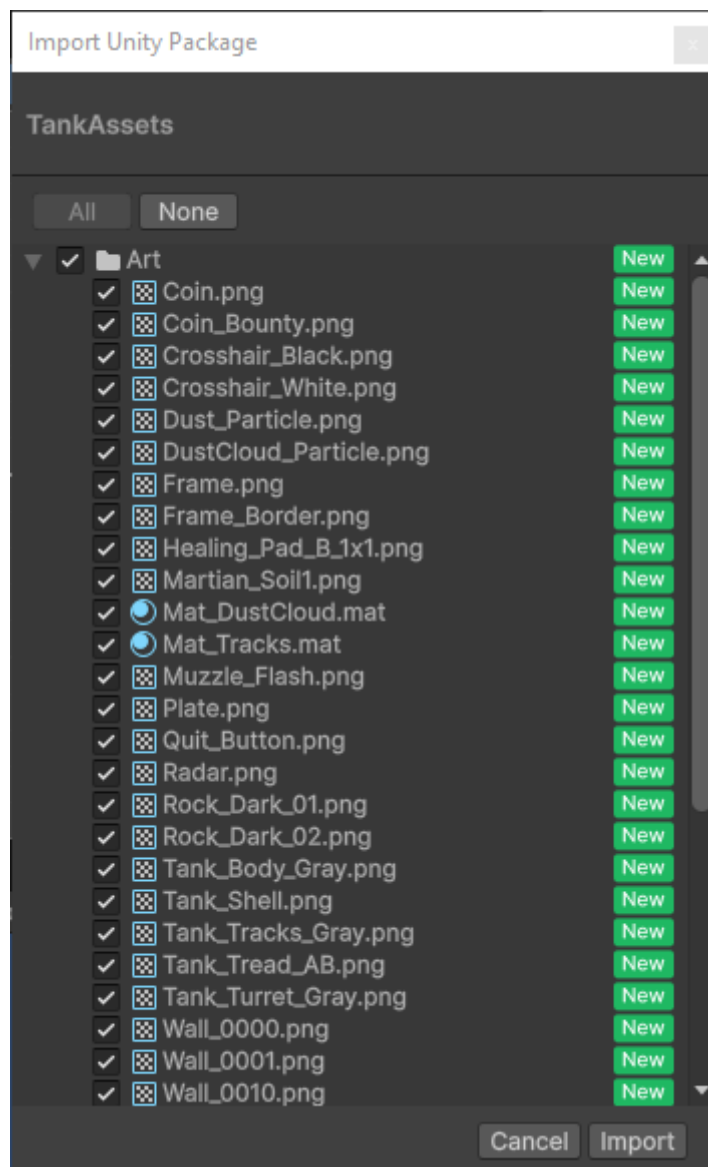 Import Unity Package
x
TankAssets
All None
Art New
Coin.png New
Coin_Bounty.png New
Crosshair_Black.png New
Crosshair_White.png New
Dust_Particle.png New
DustCloud_Particle.png New
Frame.png New
Frame_Border.png New
Healing_Pad_B_1x1.png New
Martian_Soil1.png New
Mat_DustCloud.mat New
Mat_Tracks.mat New
Muzzle_Flash.png New
Plate.png New
Quit_Button.png New
Radar.png New
Rock_Dark_01.png New
Rock_Dark_02.png New
Tank_Body_Gray.png New
Tank_Shell.png New
Tank_Tracks_Gray.png New
Tank_Tread_AB.png New
Tank_Turret_Gray.png New
Wall_0000.png New
Wall_0001.png New
Wall_0010.png New
Cancel Import